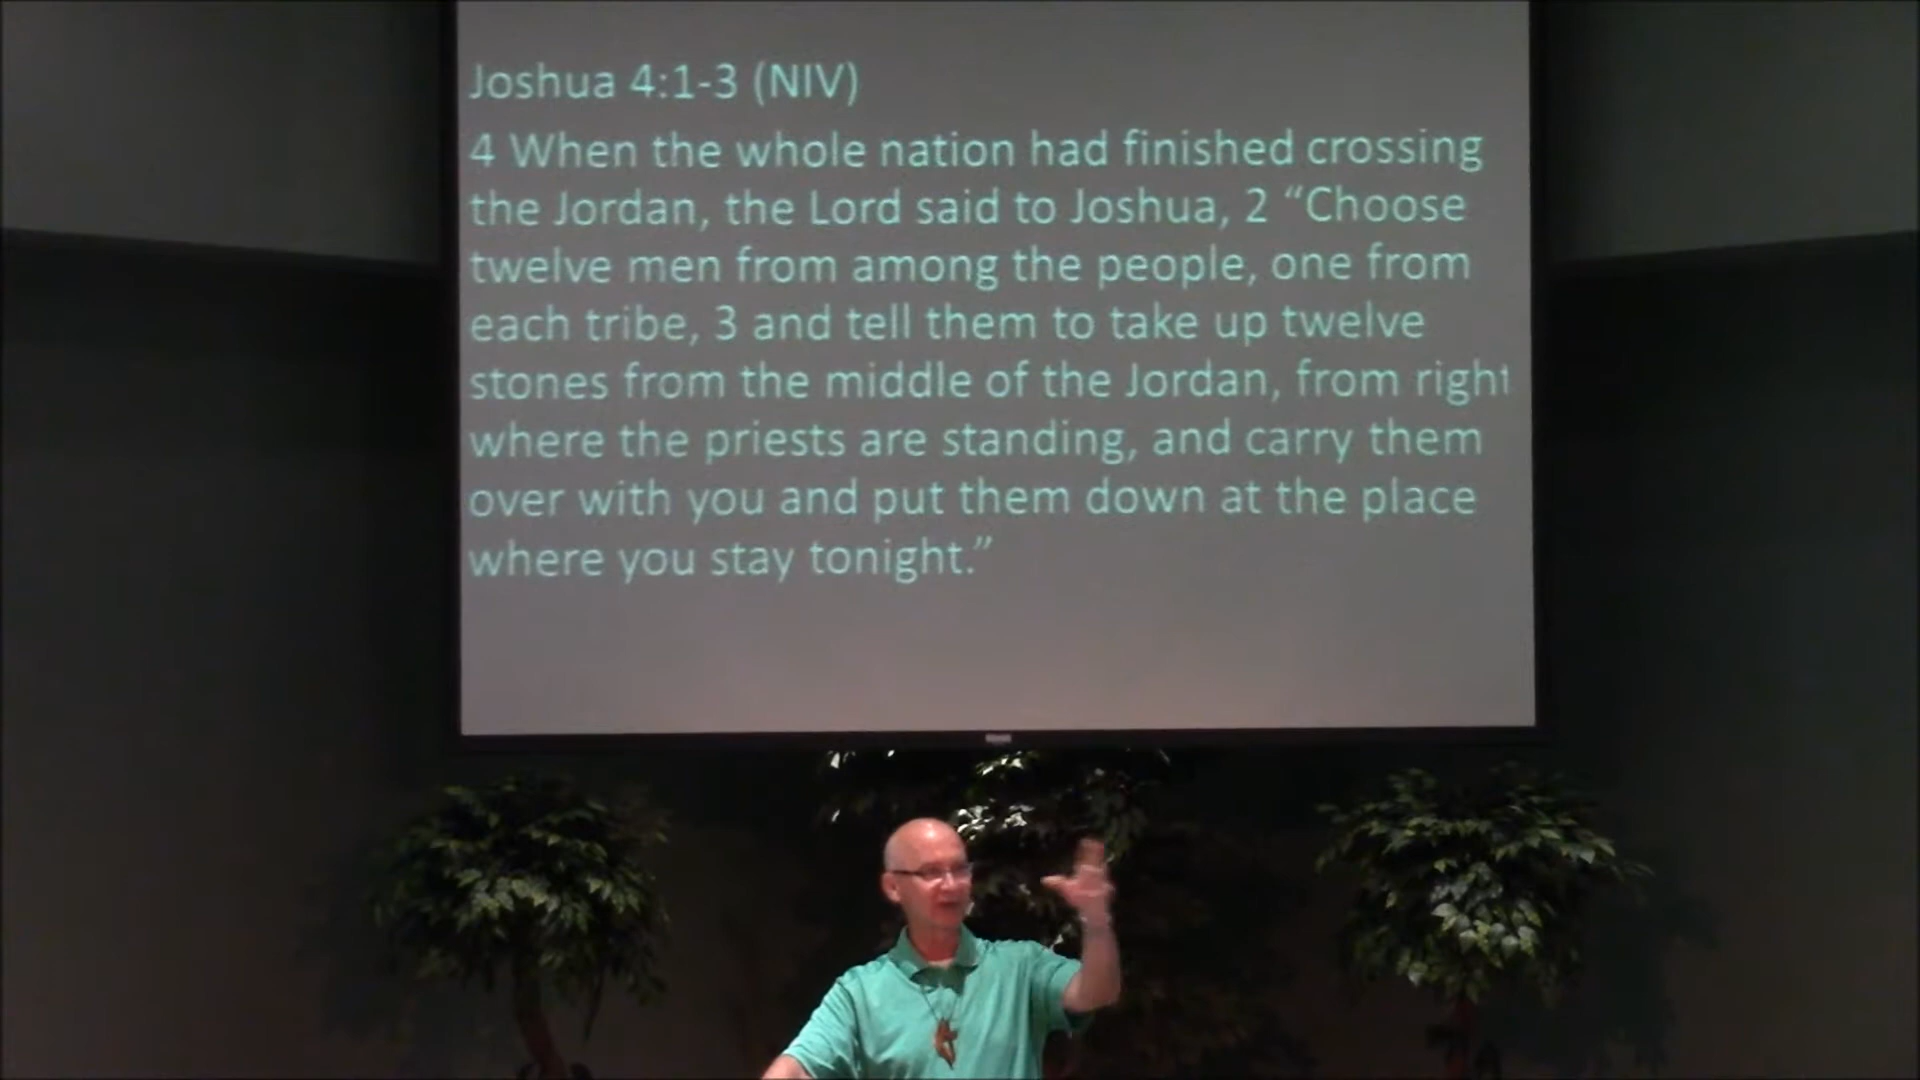 Joshua 4:1-3 (NIV)
4 When the whole nation had finished crossing
the Jordan, the Lord said to Joshua, 2 “Choose
twelve men from among the people, one from
each tribe, 3 and tell them to take up twelve
stones from the middle of the Jordan, from right
where the priests are standing, and carry them
over with you and put them down at the place
where you stay tonight.”